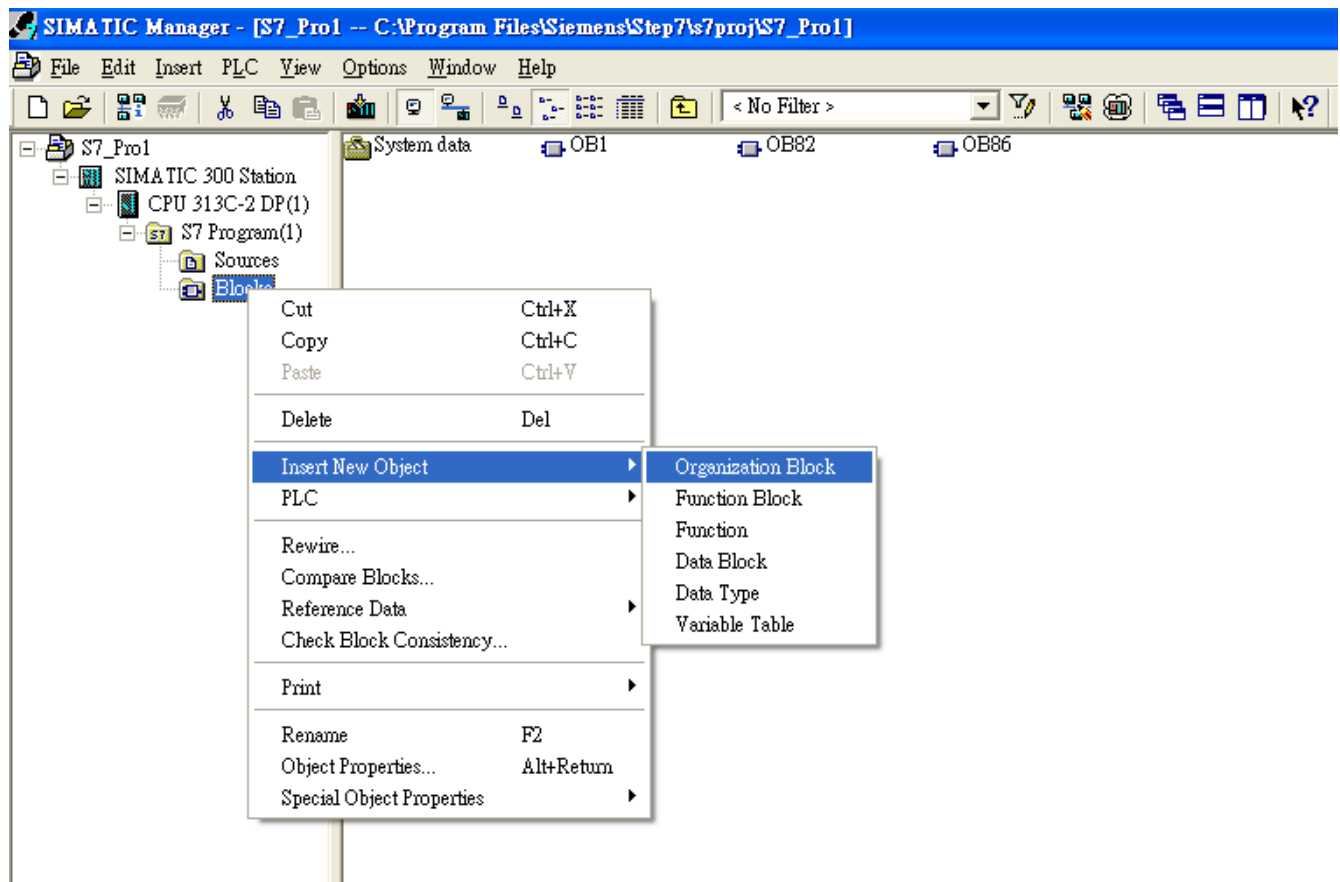 SIMATIC Manager - [S7_Pro1 -- C:\Program Files\Siemens\Step7\s7proj\S7_Pro1]
File Edit Insert PLC View Options Window Help
< No Filter >
S7_Pro1
SIMATIC 300 Station
CPU 313C-2 DP(1)
S7 Program(1)
Sources
Blocks
System data OB1 OB82 OB86
Cut Ctrl+X
Copy Ctrl+C
Paste Ctrl+V
Delete Del
Insert New Object
PLC
Rewire...
Compare Blocks...
Reference Data
Check Block Consistency...
Print
Rename F2
Object Properties... Alt+Return
Special Object Properties
Organization Block
Function Block
Function
Data Block
Data Type
Variable Table